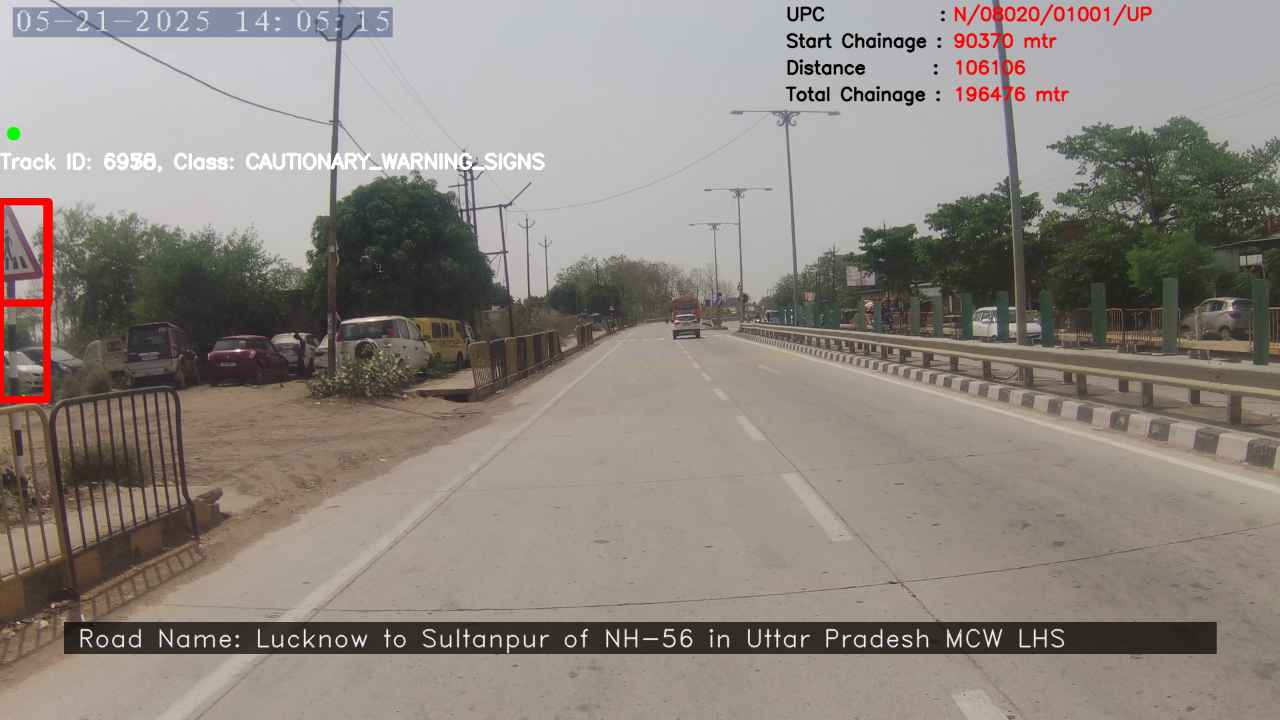 05-21-2025 14:05:15
UPC : N/08020/01001/UP
Start Chainage : 90370 mtr
Distance : 106106
Total Chainage : 196476 mtr
Track ID: Class: CAUTIONARY_WARNING_SIGNS
Road Name: Lucknow to Sultanpur of NH-56 in Uttar Pradesh MCW LHS